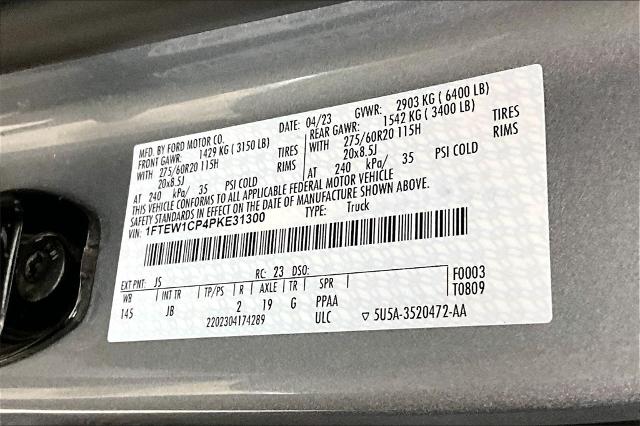 MFD. BY FORD MOTOR CO. DATE: 04/23 GVWR: 2903 KG ( 6400 LB)
FRONT GAWR: 1429 KG ( 3150 LB) REAR GAWR: 1542 KG ( 3400 LB)
WITH 275/60R20 115H TIRES WITH 275/60R20 115H TIRES
20x8.5J RIMS 20x8.5J RIMS
AT 240 kPa/ 35 PSI COLD AT 240 kPa/ 35 PSI COLD
THIS VEHICLE CONFORMS TO ALL APPLICABLE FEDERAL MOTOR VEHICLE
SAFETY STANDARDS IN EFFECT ON THE DATE OF MANUFACTURE SHOWN ABOVE.
VIN: 1FTEW1CP4PKE31300 TYPE: Truck
EXT PNT: JS RC: 23 DSO: F0003
WB INT TR TP/PS R AXLE TR SPR T0809
145 JB 2 19 G PPAA
2202304174289 ULC ▽ 5U5A-3520472-AA